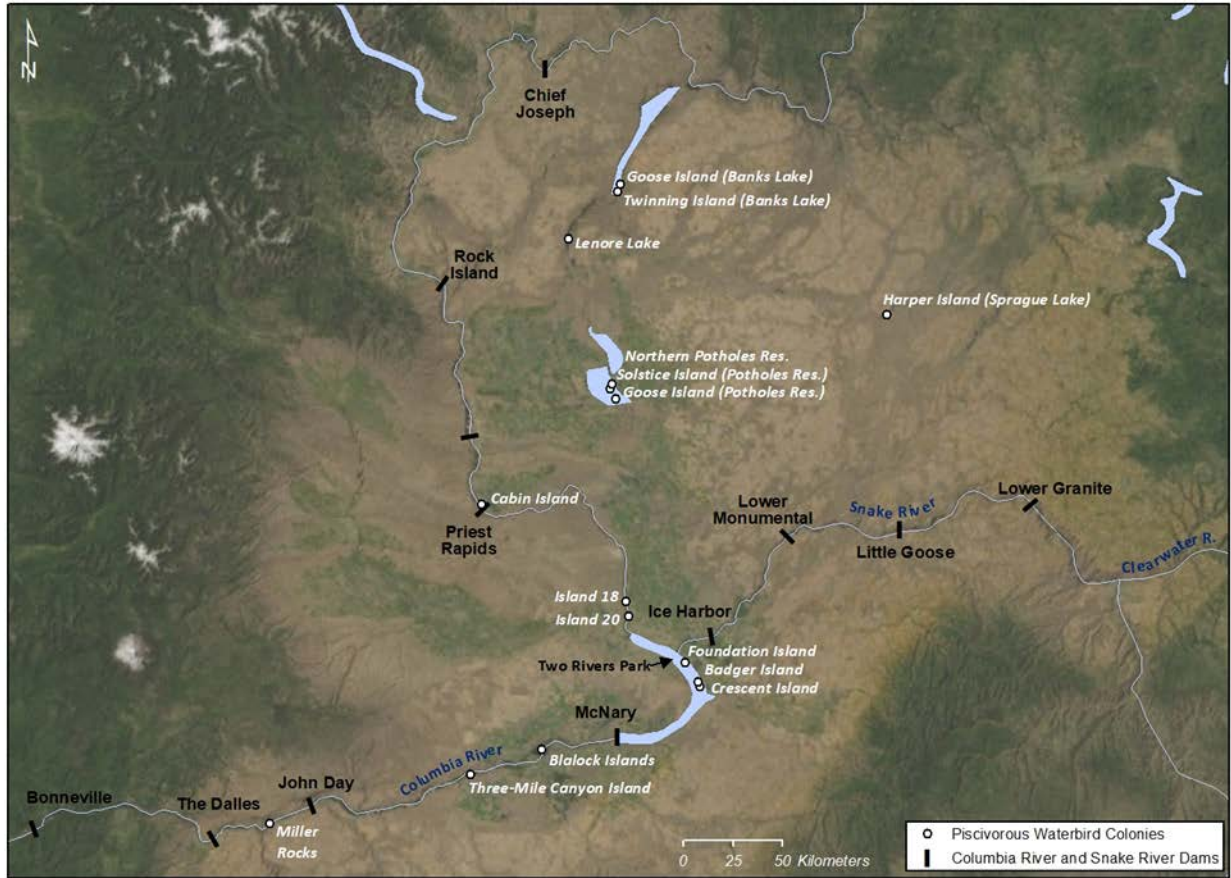 N
Chief
Joseph
Goose Island (Banks Lake)
Twinning Island (Banks Lake)
Lenore Lake
Rock
Island
Harper Island (Sprague Lake)
Northern Potholes Res.
Solstice Island (Potholes Res.)
Goose Island (Potholes Res.)
Cabin Island
Priest
Rapids
Lower
Monumental
Snake River
Lower Granite
Little Goose
Clearwater R.
Island 18
Island 20
Ice Harbor
Two Rivers Park
Foundation Island
Badger Island
Crescent Island
McNary
Columbia River
Blalock Islands
Three-Mile Canyon Island
John Day
The Dalles
Bonneville
Miller
Rocks
0 25 50 Kilometers
Piscivorous Waterbird Colonies
Columbia River and Snake River Dams